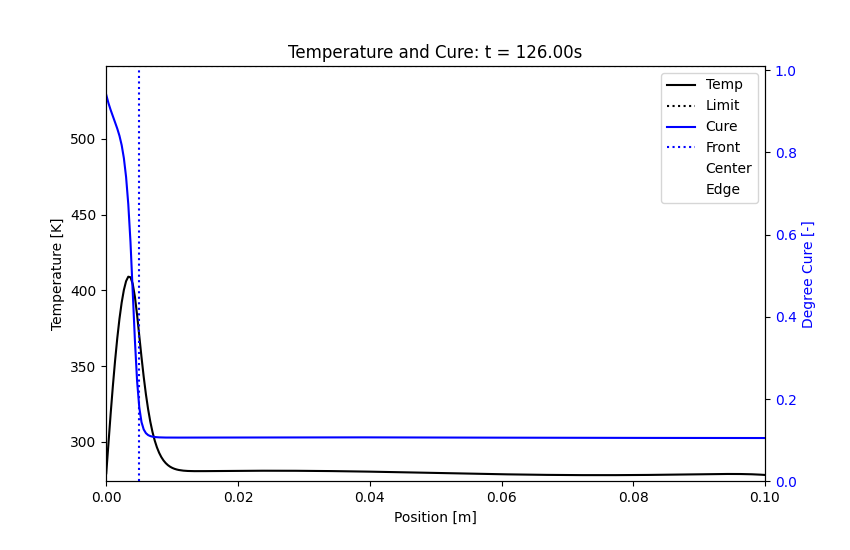 Temperature and Cure: t = 126.00s
Temp
Limit
Cure
Front
Center
Edge
Temperature [K]
500
450
400
350
300
Degree Cure [-]
1.0
0.8
0.6
0.4
0.2
0.0
0.00 0.02 0.04 0.06 0.08 0.10
Position [m]